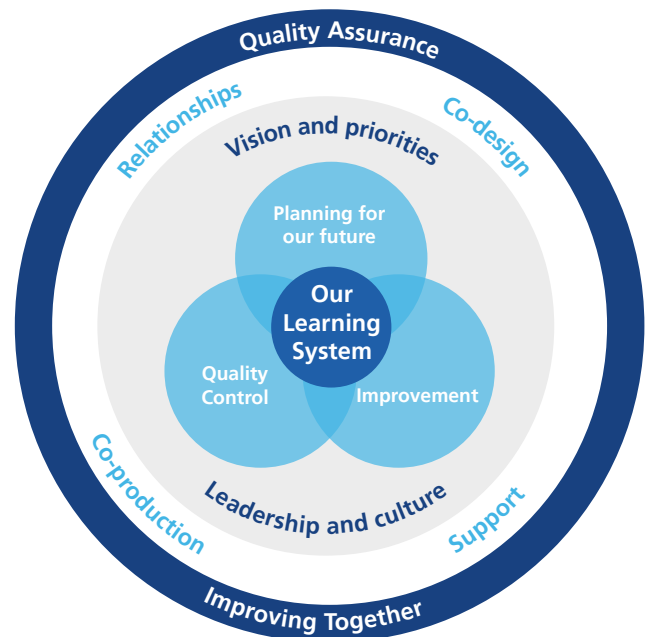 Quality Assurance
Relationships
Co-design
Vision and priorities
Planning for
our future
Our
Learning
System
Quality
Control
Improvement
Co-production
Leadership and culture
Support
Improving Together